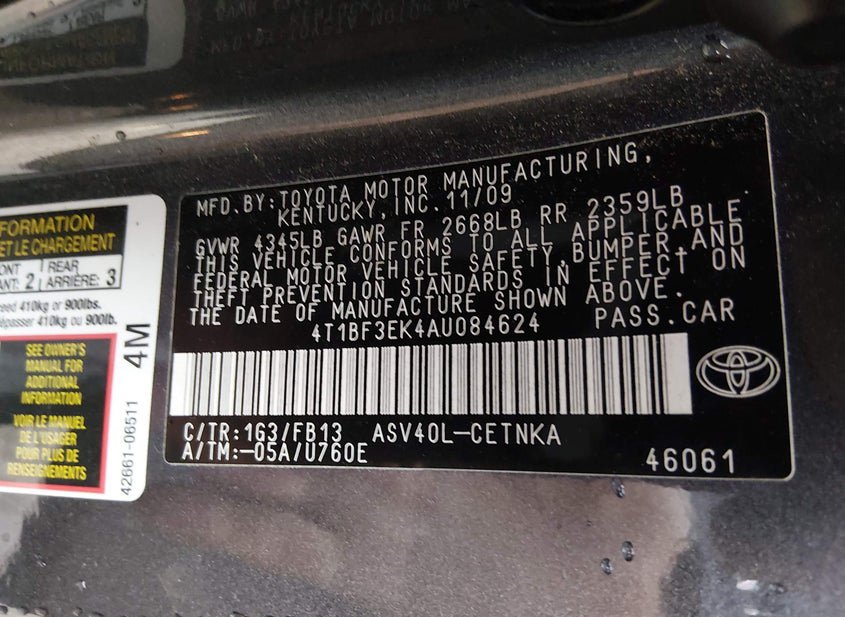 FORMATION
ET LE CHARGEMENT
2 REAR
ARRIÈRE: 3
410kg or 900lbs.
410kg ou 900lb.
SEE OWNER'S
MANUAL FOR
ADDITIONAL
INFORMATION
VOIR LE MANUEL
DE L'USAGER
POUR PLUS DE
RENSEIGNEMENTS
4M
42661-06511
MFD.BY:TOYOTA MOTOR MANUFACTURING,
KENTUCKY,INC.11/09
GVWR 4345LB GAWR FR 2668LB RR 2359LB
THIS VEHICLE CONFORMS TO ALL APPLICABLE
FEDERAL MOTOR VEHICLE SAFETY,BUMPER,AND
THEFT PREVENTION STANDARDS IN EFFECT ON
THE DATE OF MANUFACTURE SHOWN ABOVE.
4T1BF3EK4AU084624 PASS.CAR
C/TR:1G3/FB13 ASV40L-CETNKA
A/TM:-05A/U760E 46061